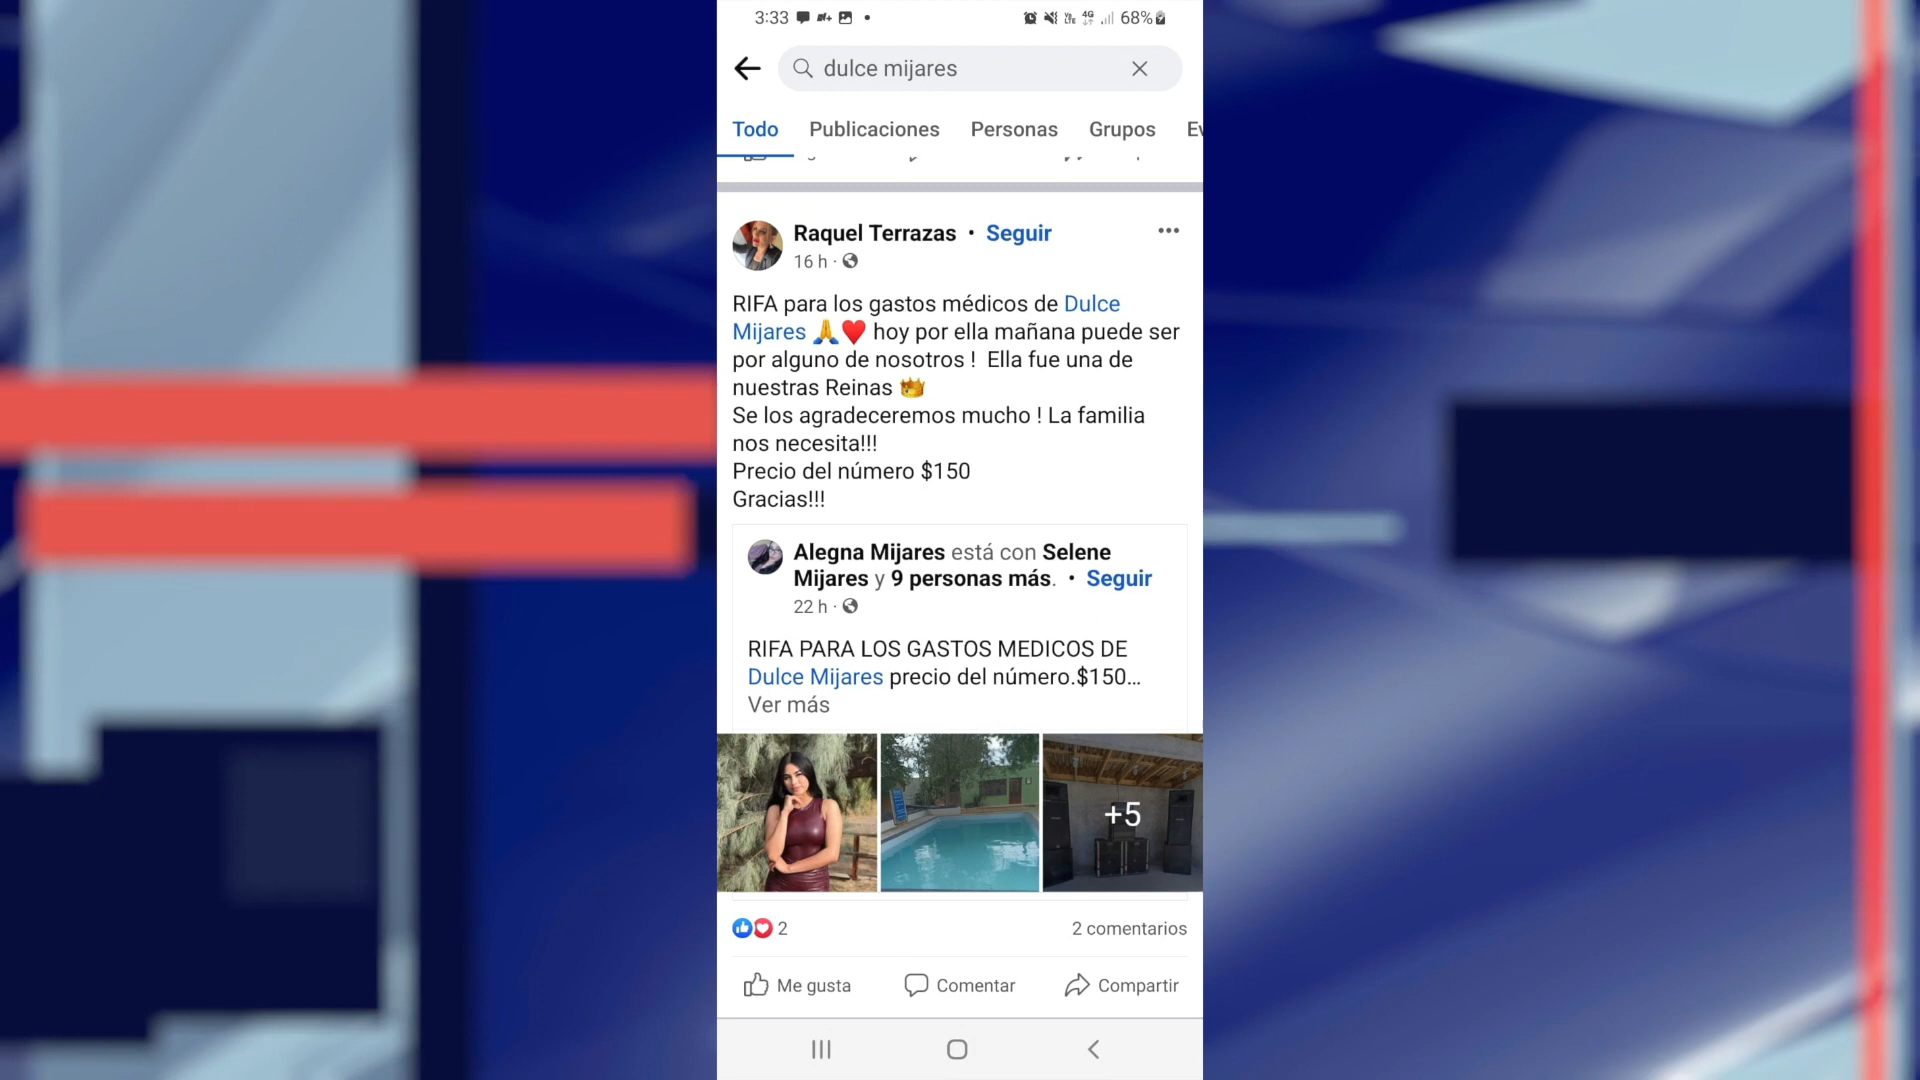 3:33
4G
68%
dulce mijares
Todo Publicaciones Personas Grupos Ev
Raquel Terrazas • Seguir
16 h ·
RIFA para los gastos médicos de Dulce
Mijares 🙏♥️ hoy por ella mañana puede ser
por alguno de nosotros ! Ella fue una de
nuestras Reinas 👑
Se los agradeceremos mucho ! La familia
nos necesita!!!
Precio del número $150
Gracias!!!
Alegna Mijares está con Selene
Mijares y 9 personas más. • Seguir
22 h ·
RIFA PARA LOS GASTOS MEDICOS DE
Dulce Mijares precio del número.$150...
Ver más
+5
2
2 comentarios
Me gusta Comentar Compartir